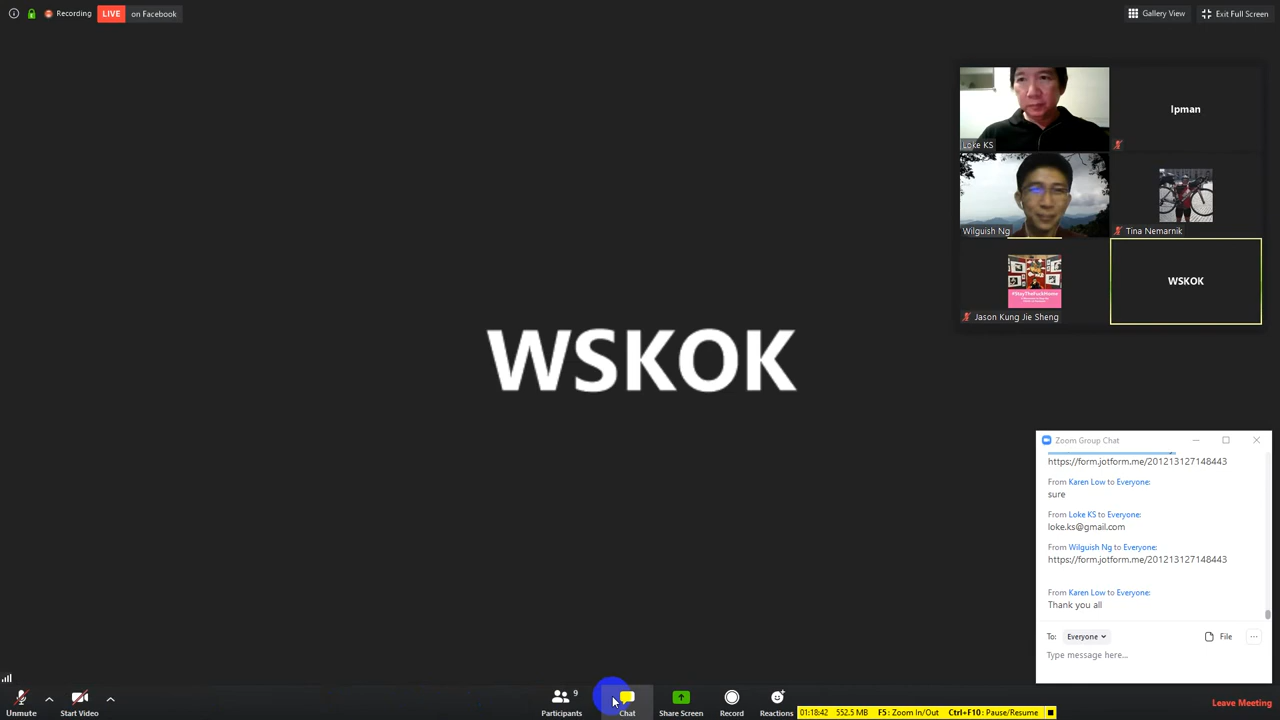 Recording
LIVE
on Facebook
Gallery View
Exit Full Screen
Loke KS
Ipman
Wilguish Ng
Tina Nemarnik
Jason Kung Jie Sheng
WSKOK
WSKOK
Zoom Group Chat
https://form.jotform.me/201213127148443
From Karen Low to Everyone:
sure
From Loke KS to Everyone:
loke.ks@gmail.com
From Wilguish Ng to Everyone:
https://form.jotform.me/201213127148443
From Karen Low to Everyone:
Thank you all
To: Everyone
File
Type message here...
Unmute
Start Video
Participants
9
Chat
Share Screen
Record
Reactions
01:18:42 552.5 MB F5: Zoom In/Out Ctrl+F10: Pause/Resume
Leave Meeting